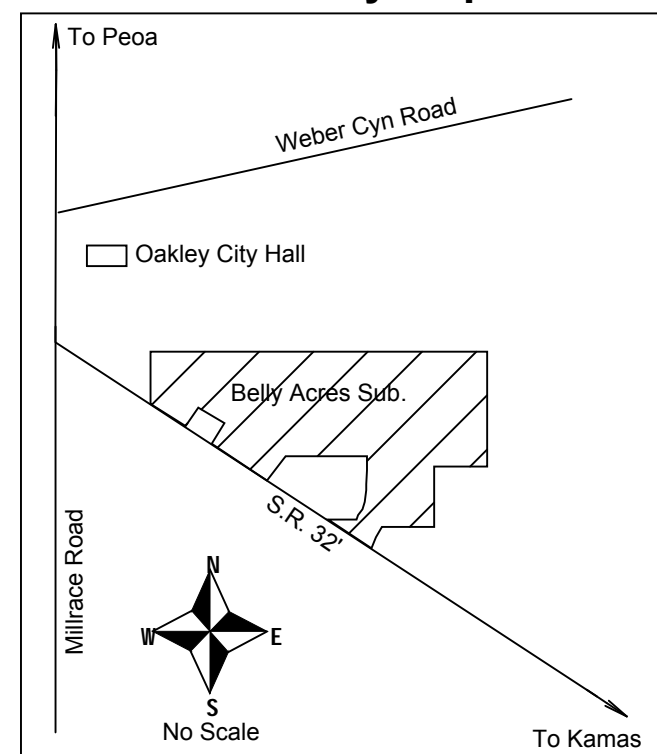 To Peoa
Weber Cyn Road
Oakley City Hall
Belly Acres Sub.
S.R. 32'
Millrace Road
N
W
E
S
No Scale
To Kamas